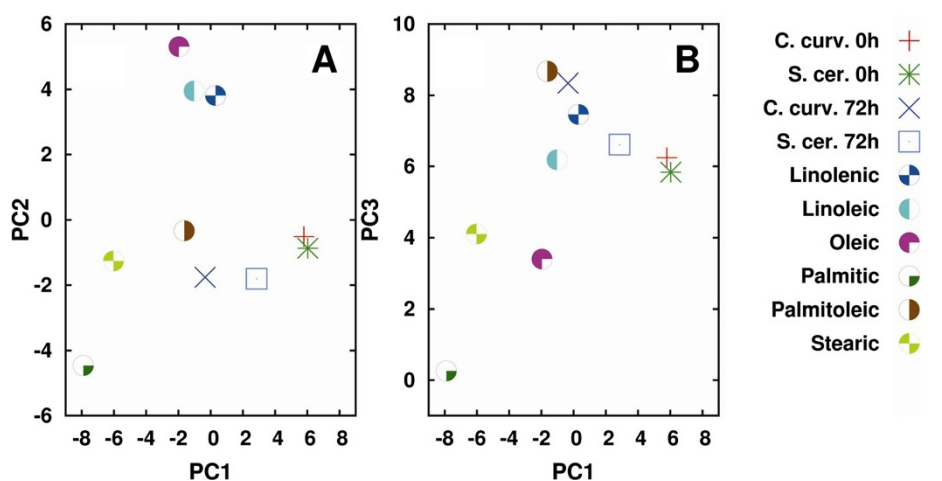 A
6
4
2
0
-2
-4
-6
PC2
-8 -6 -4 -2 0 2 4 6 8
PC1
B
10
8
6
4
2
0
PC3
-8 -6 -4 -2 0 2 4 6 8
PC1
C. curv. 0h
S. cer. 0h
C. curv. 72h
S. cer. 72h
Linolenic
Linoleic
Oleic
Palmitic
Palmitoleic
Stearic